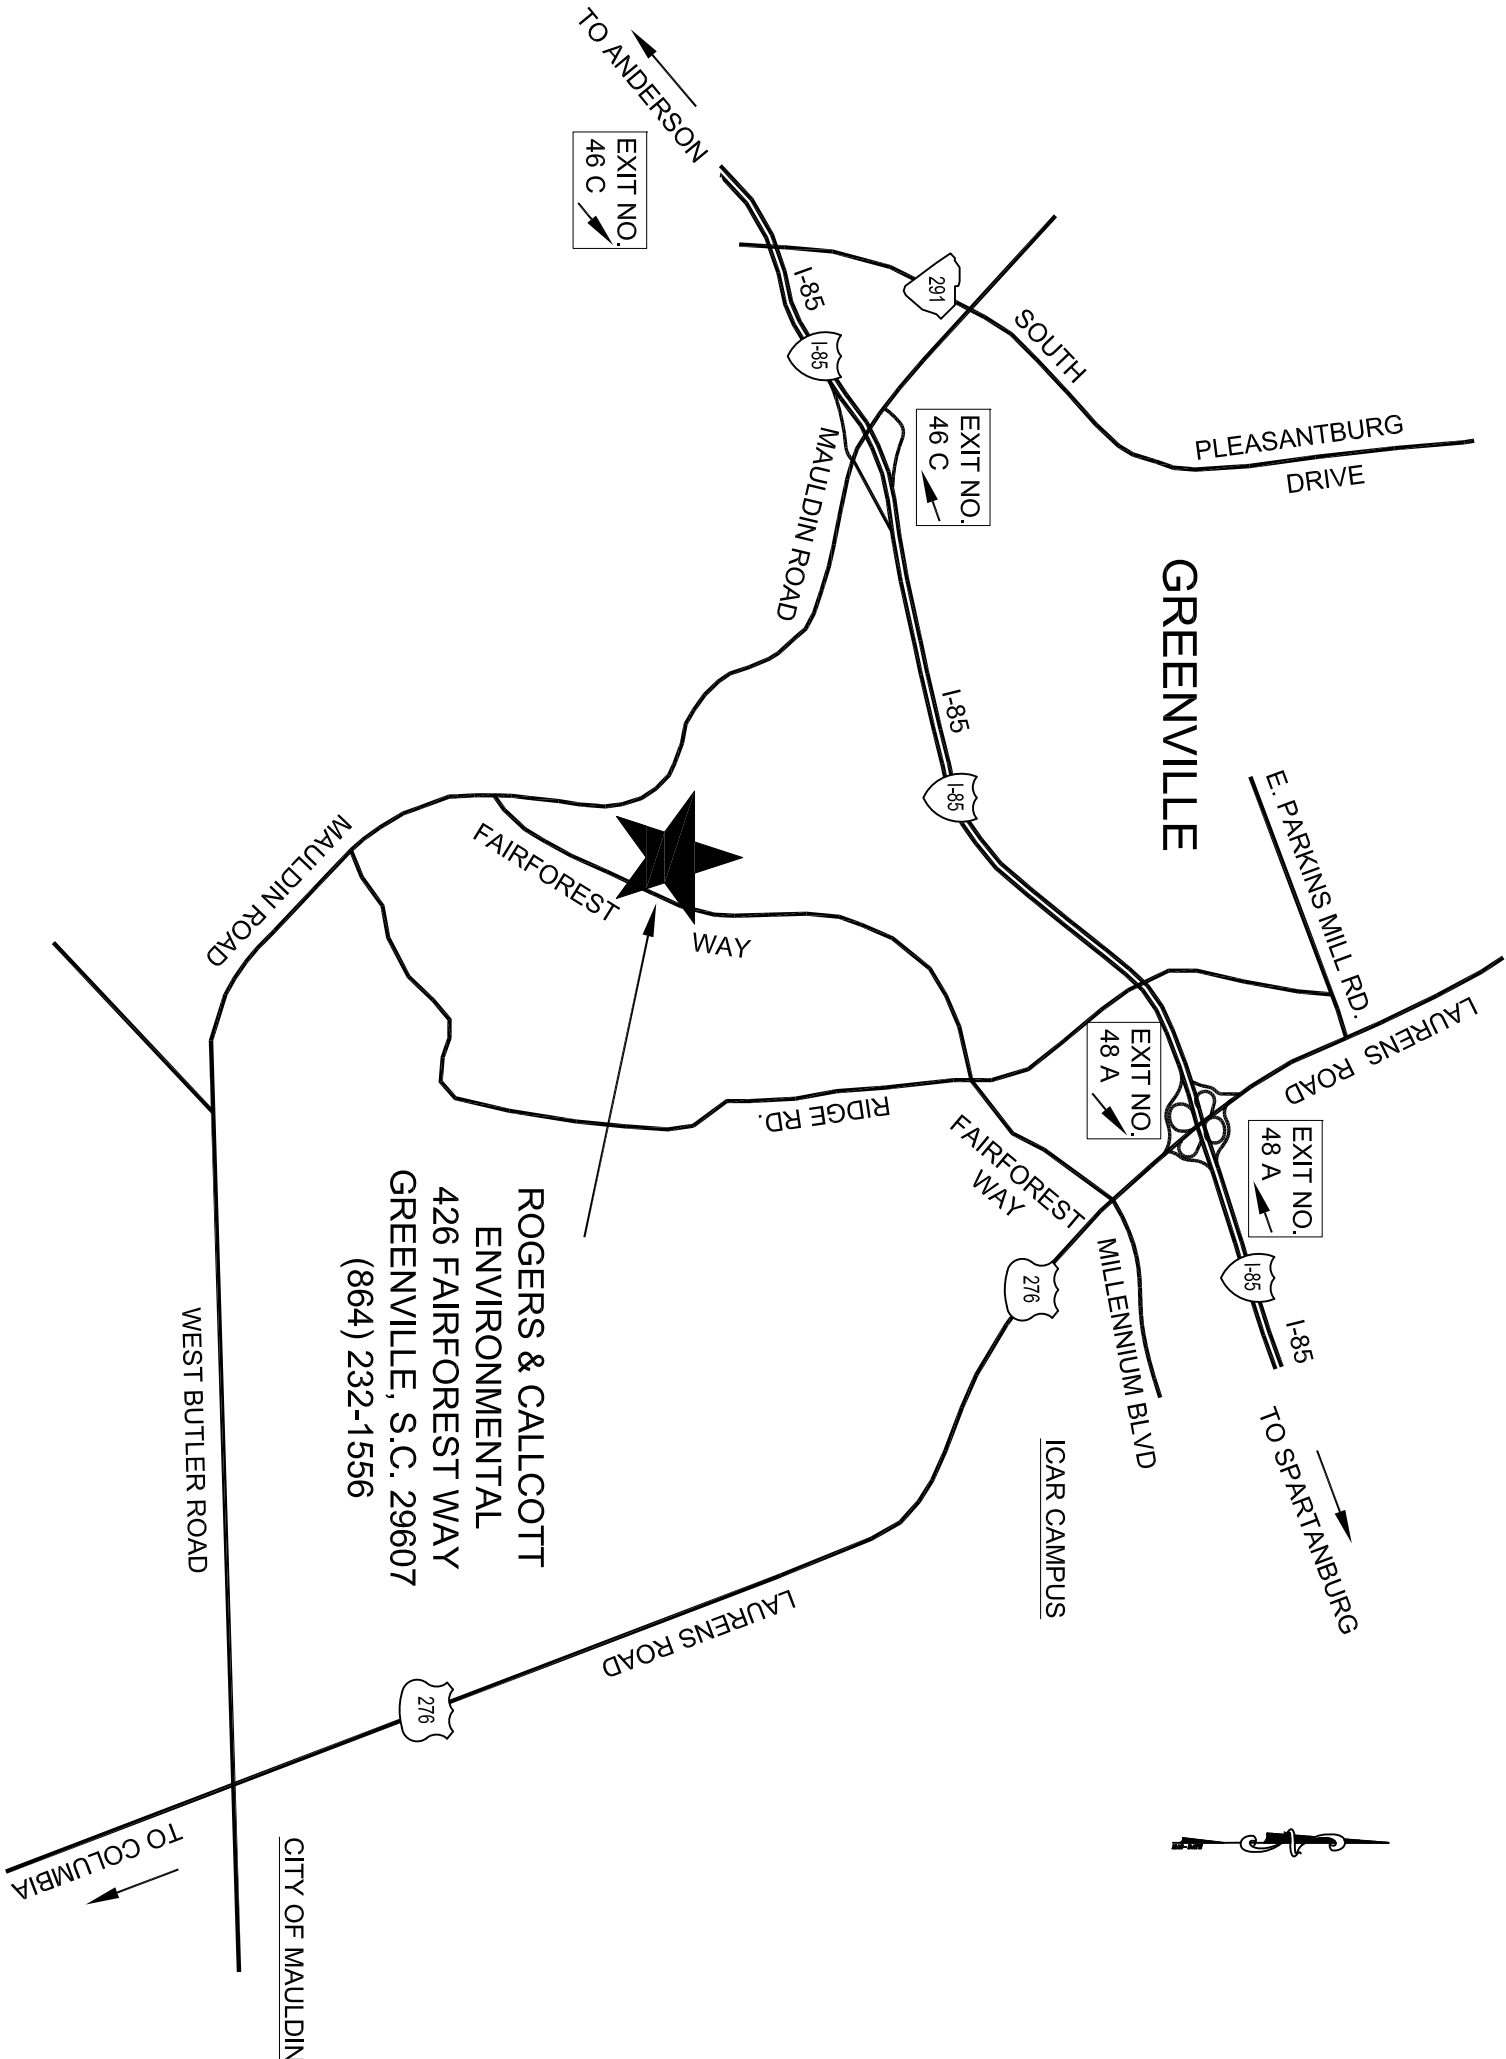 TO ANDERSON
EXIT NO.
46 C
I-85
I-85
291
SOUTH
PLEASANTBURG
DRIVE
EXIT NO.
46 C
MAULDIN ROAD
GREENVILLE
I-85
I-85
E. PARKINS MILL RD.
LAURENS ROAD
EXIT NO.
48 A
EXIT NO.
48 A
I-85
I-85
TO SPARTANBURG
FAIRFOREST
WAY
MAULDIN ROAD
RIDGE RD.
FAIRFOREST
WAY
MILLENNIUM BLVD
276
ICAR CAMPUS
ROGERS & CALLCOTT
ENVIRONMENTAL
426 FAIRFOREST WAY
GREENVILLE, S.C. 29607
(864) 232-1556
WEST BUTLER ROAD
LAURENS ROAD
276
TO COLUMBIA
CITY OF MAULDIN